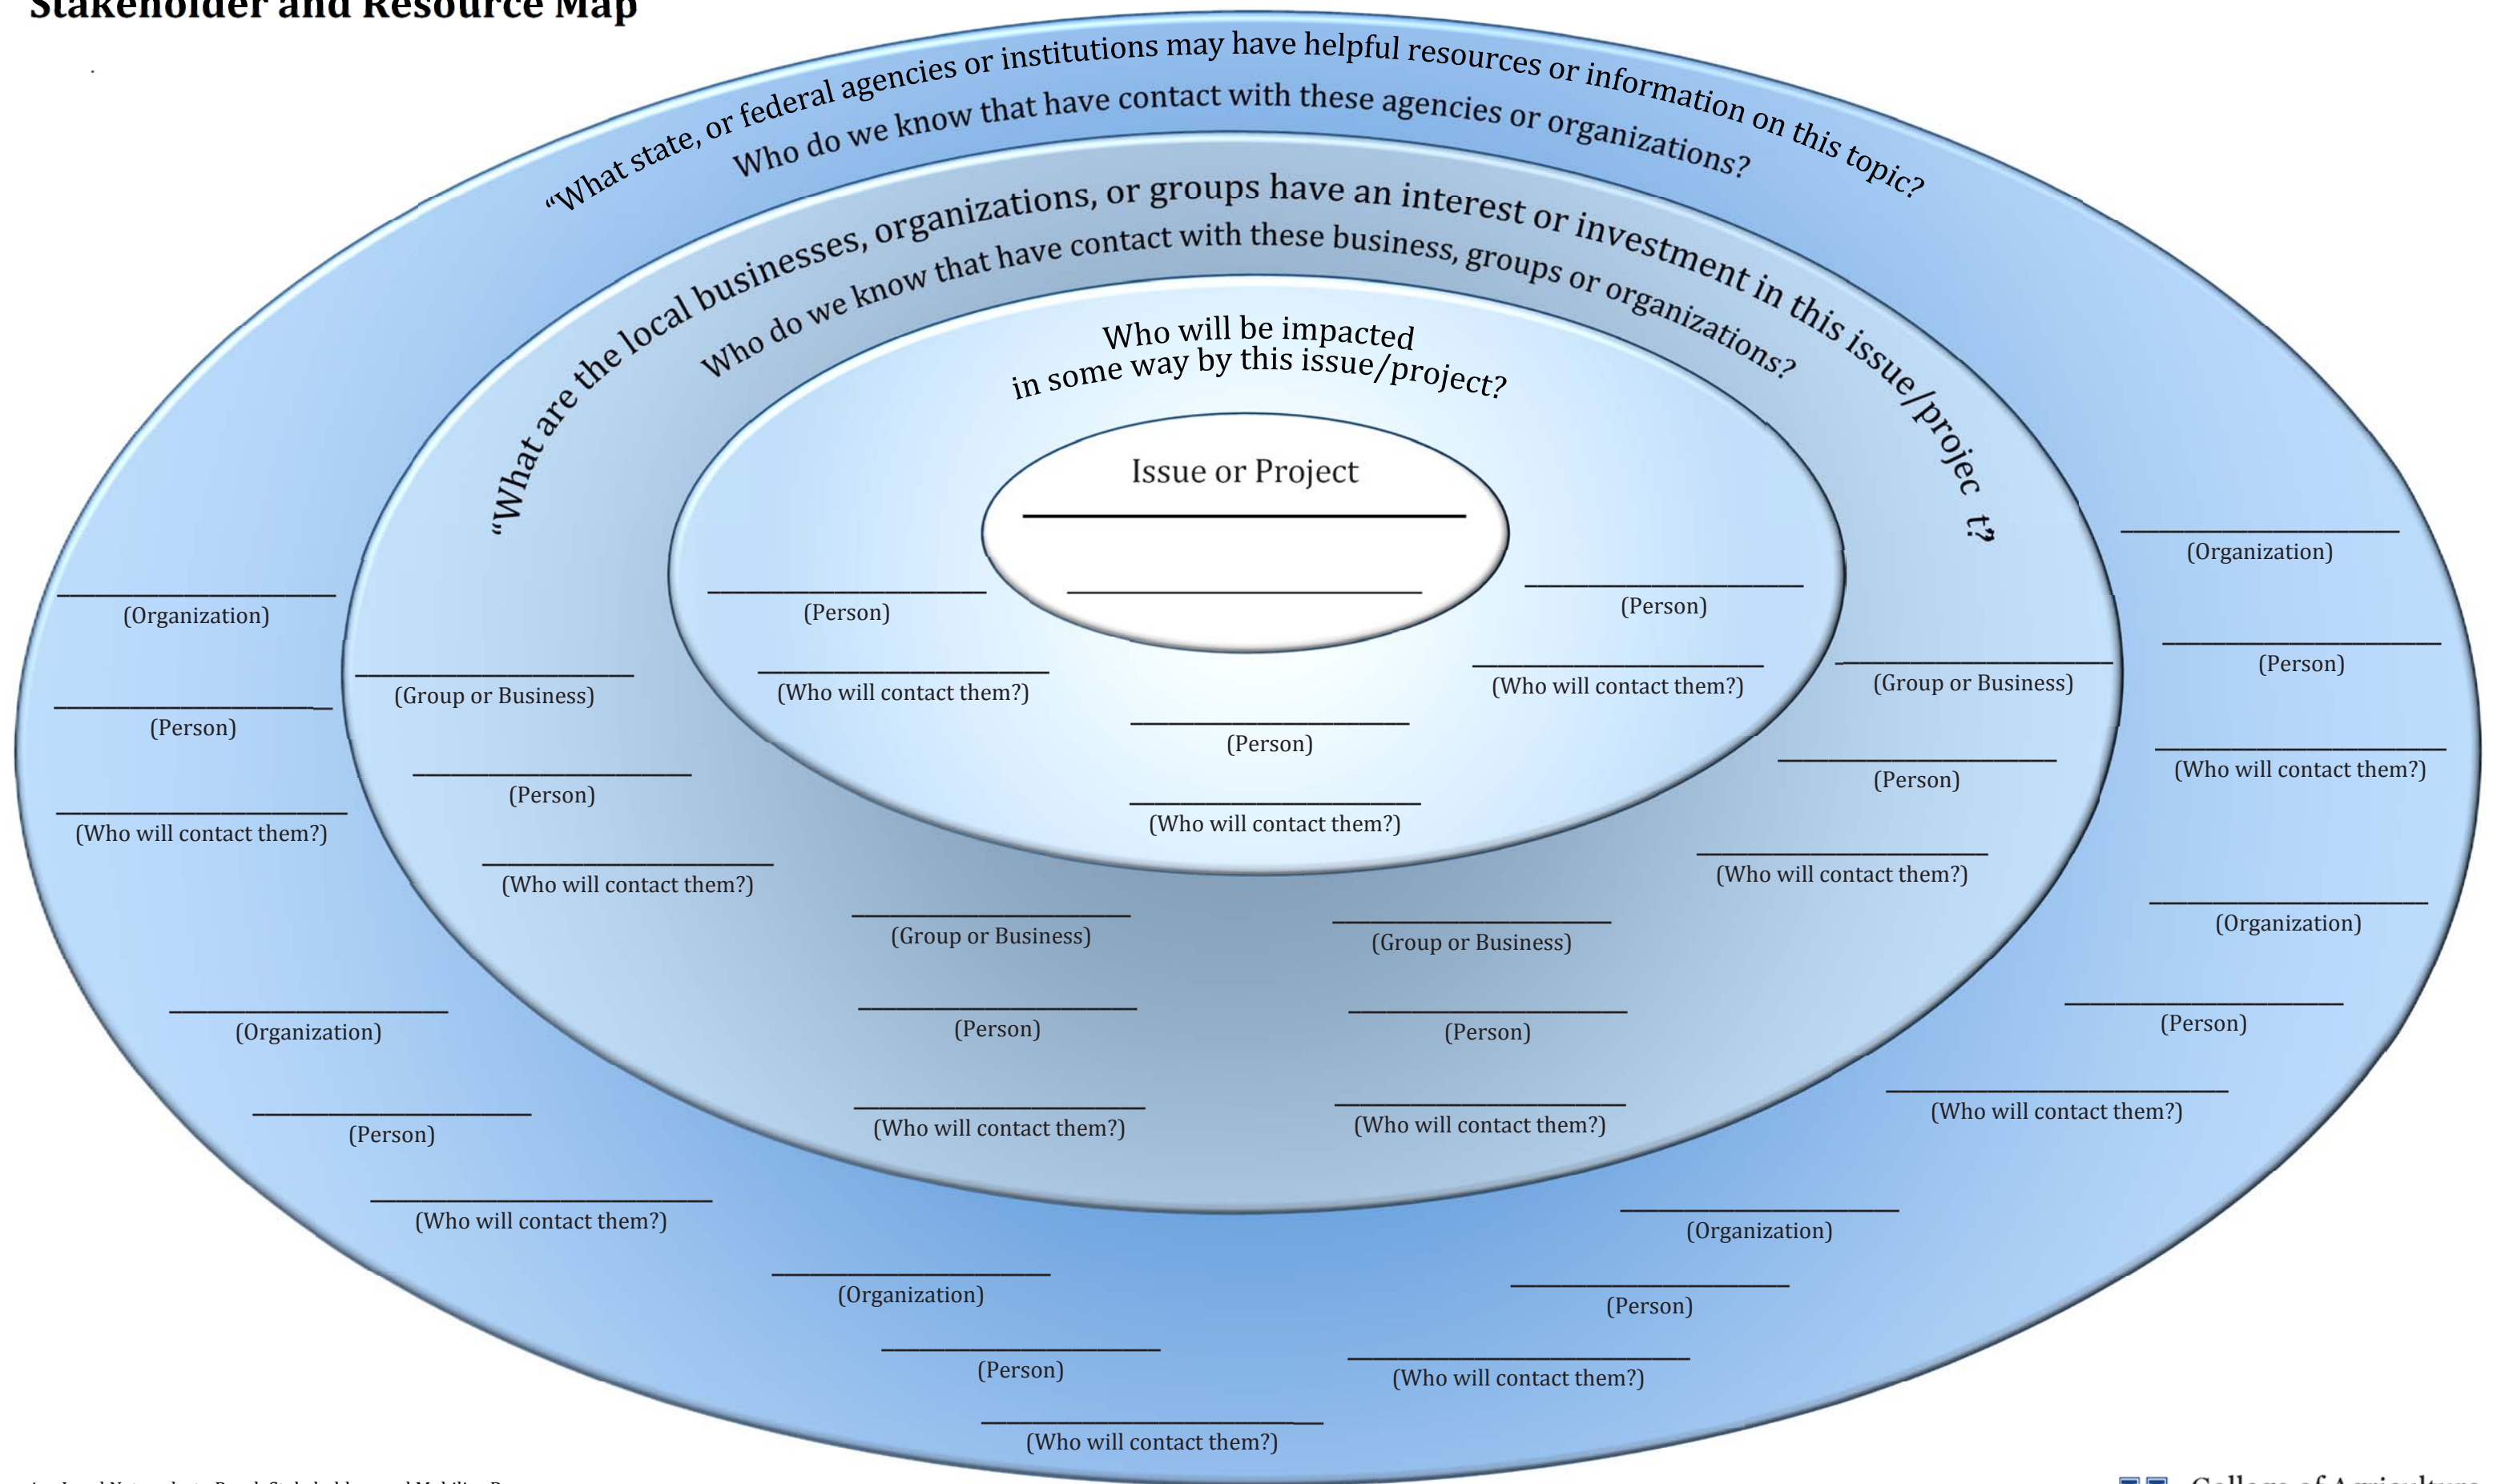 Stakeholder and Resource Map
“What state, or federal agencies or institutions may have helpful resources or information on this topic?
Who do we know that have contact with these agencies or organizations?
“What are the local businesses, organizations, or groups have an interest or investment in this issue/projec t?
Who do we know that have contact with these business, groups or organizations?
Who will be impacted
in some way by this issue/project?
Issue or Project
(Person)
(Who will contact them?)
(Person)
(Who will contact them?)
(Person)
(Who will contact them?)
(Group or Business)
(Person)
(Who will contact them?)
(Group or Business)
(Person)
(Who will contact them?)
(Group or Business)
(Person)
(Who will contact them?)
(Group or Business)
(Person)
(Who will contact them?)
(Organization)
(Person)
(Who will contact them?)
(Organization)
(Person)
(Who will contact them?)
(Organization)
(Person)
(Who will contact them?)
(Organization)
(Person)
(Who will contact them?)
(Organization)
(Person)
(Who will contact them?)
(Organization)
(Person)
(Who will contact them?)
College of Agriculture